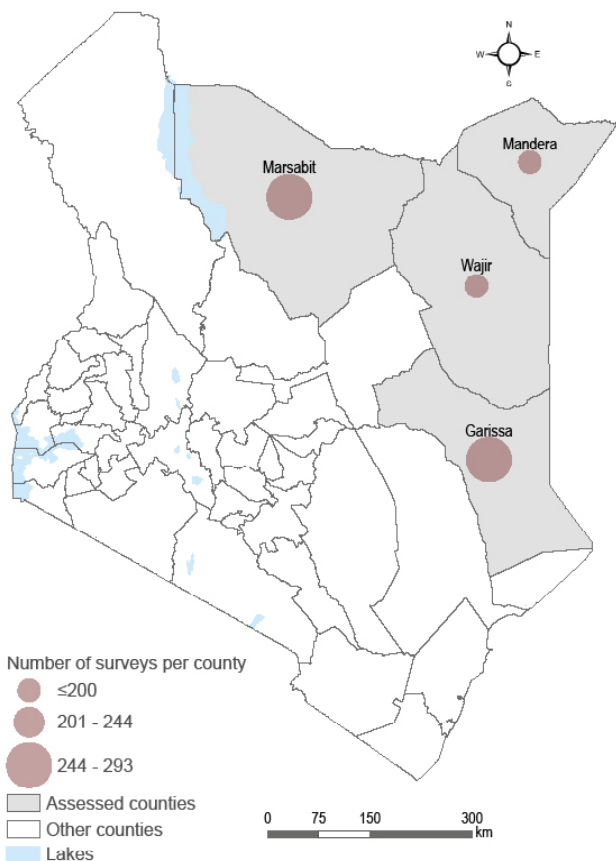 N
W E
S
Mandera
Marsabit
Wajir
Garissa
Number of surveys per county
≤200
201 - 244
244 - 293
Assessed counties
Other counties
Lakes
0 75 150 300
km